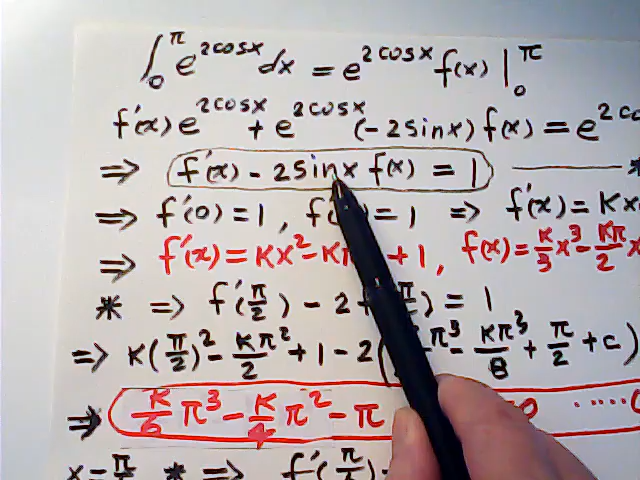 ∫₀^π e^{2cosx} dx = e^{2cosx} f(x) |₀^π
f'(x) e^{2cosx} + e^{2cosx} (-2sinx) f(x) = e^{2co
⇒ f'(x) - 2sinx f(x) = 1 —— *
⇒ f'(0) = 1 , f'( ) = 1 ⇒ f'(x) = Kx
⇒ f'(x) = Kx² - Kπ + 1 , f(x) = K/3 x³ - Kπ/2 x
* ⇒ f'(π/2) - 2 ) = 1
⇒ K(π/2)² - Kπ²/2 + 1 - 2( π³ - Kπ³/8 + π/2 + c)
⇒ K/6 π³ - K/4 π² - π 0 .....
x = π * ⇒ f'(π